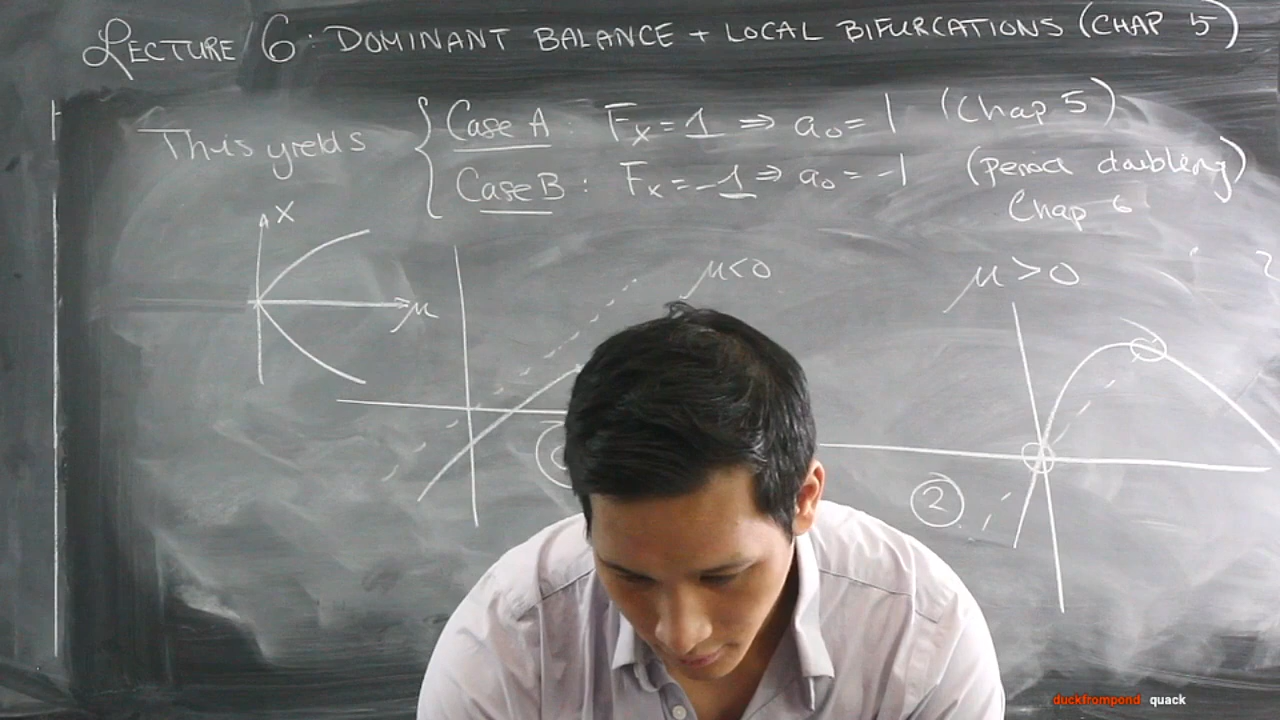 LECTURE 6: DOMINANT BALANCE + LOCAL BIFURCATIONS (CHAP 5)
This yields { Case A : Fx = 1 ⇒ a₀ = 1 (Chap 5)
Case B : Fx = -1 ⇒ a₀ = -1 (period doubling)
Chap 6
x
μ
μ<0
μ>0
2
duckfrompond quack